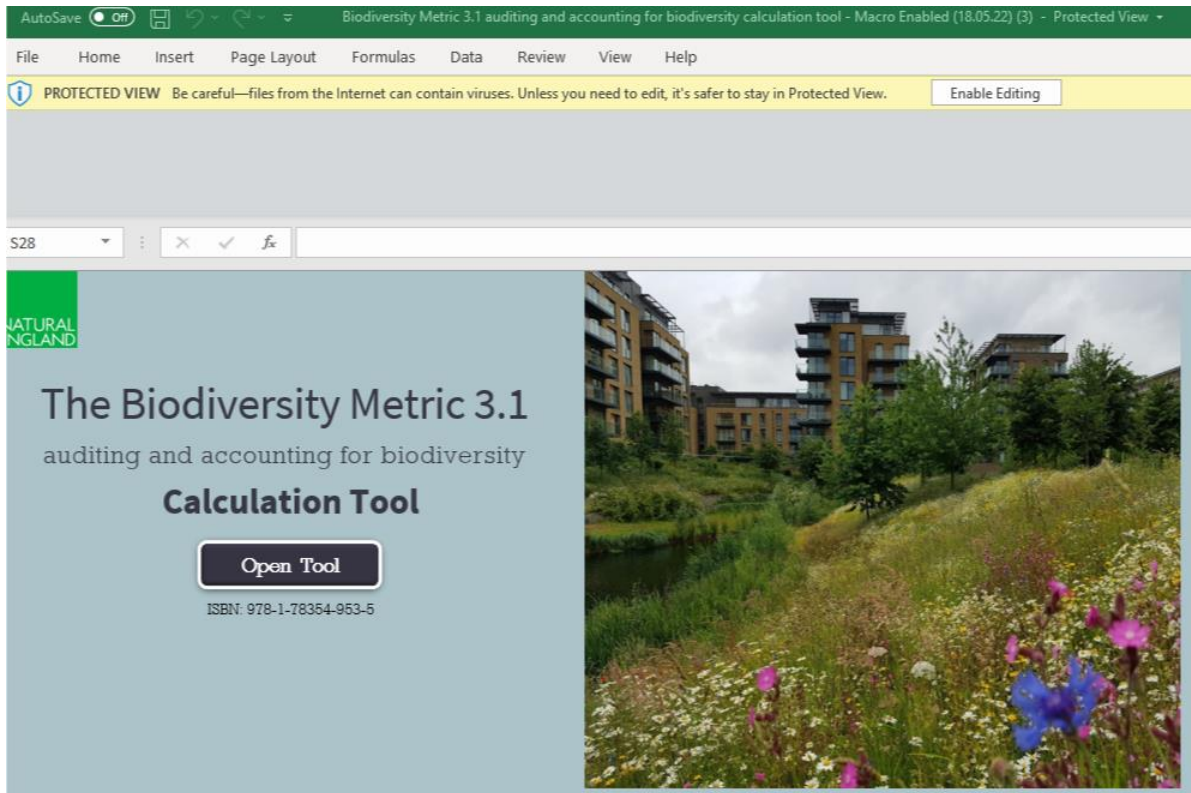 AutoSave Off Biodiversity Metric 3.1 auditing and accounting for biodiversity calculation tool - Macro Enabled (18.05.22) (3) - Protected View
File Home Insert Page Layout Formulas Data Review View Help
PROTECTED VIEW Be careful—files from the Internet can contain viruses. Unless you need to edit, it's safer to stay in Protected View. Enable Editing
S28 fx
NATURAL
ENGLAND
The Biodiversity Metric 3.1
auditing and accounting for biodiversity
Calculation Tool
Open Tool
ISBN: 978-1-78354-953-5